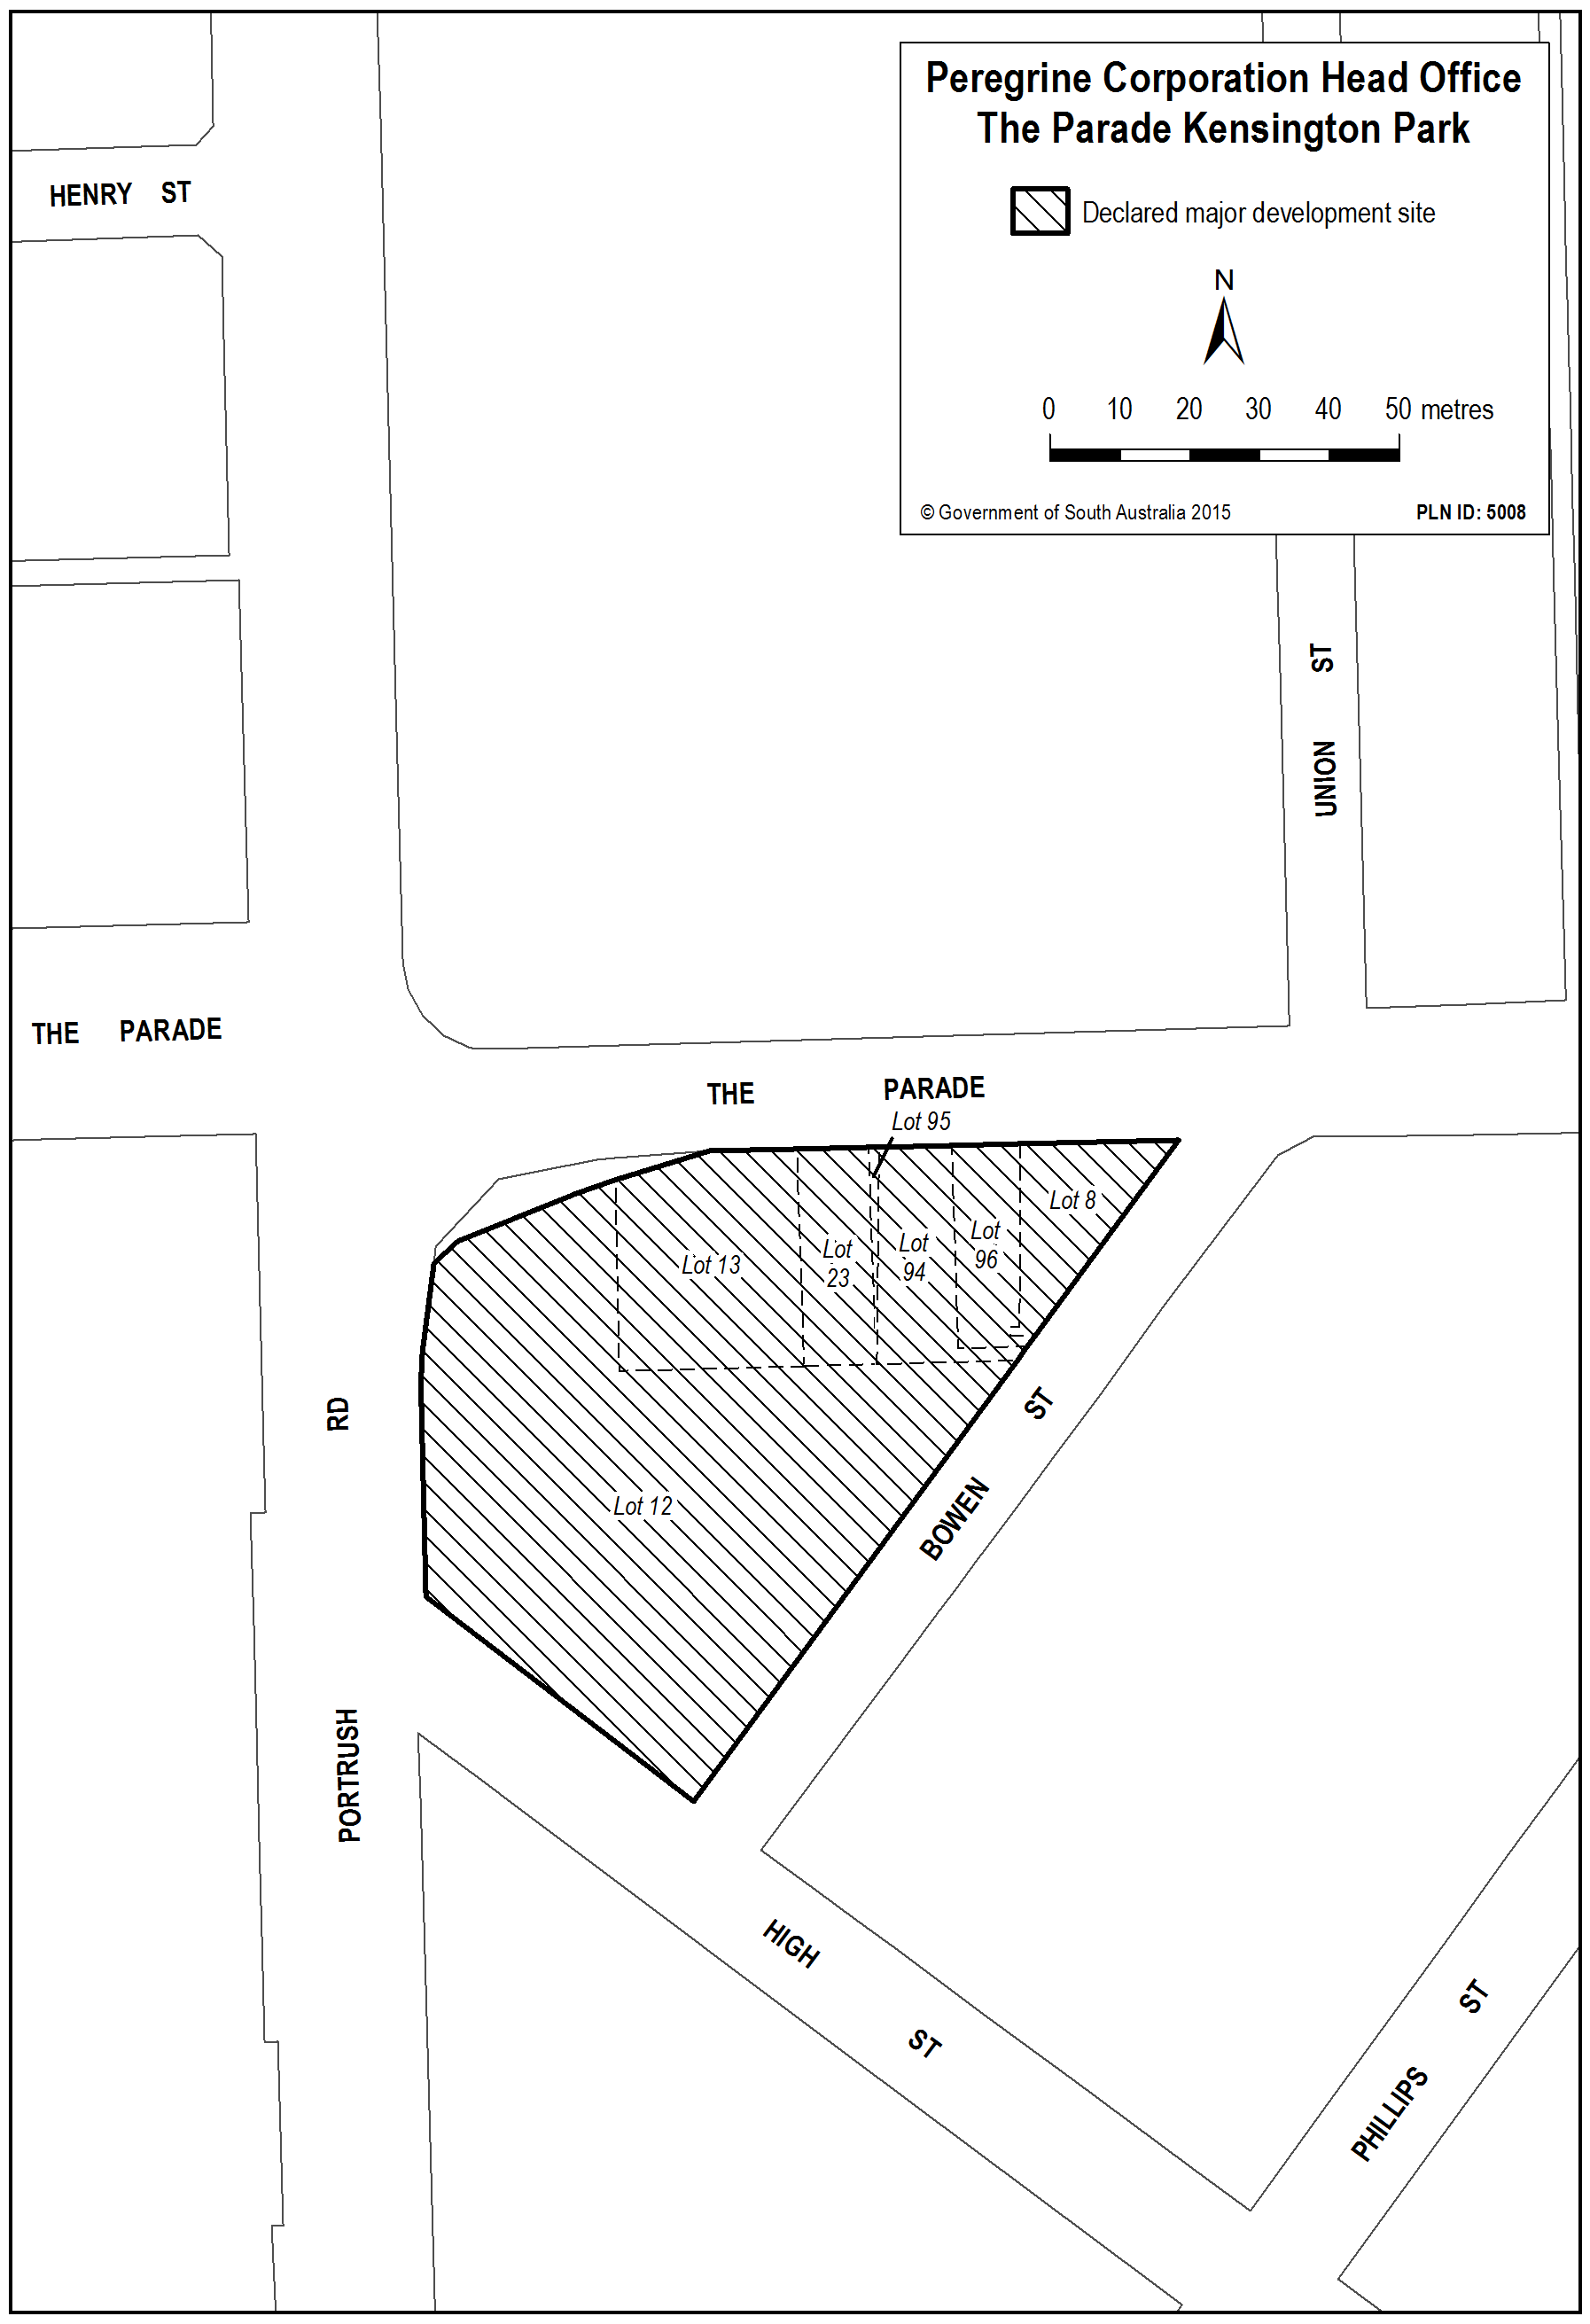 Peregrine Corporation Head Office
The Parade Kensington Park
Declared major development site
N
0 10 20 30 40 50 metres
© Government of South Australia 2015 PLN ID: 5008
HENRY ST
UNION ST
THE PARADE
THE PARADE
Lot 95
Lot 8
Lot
96
Lot
94
Lot
23
Lot 13
Lot 12
BOWEN ST
PORTRUSH RD
HIGH ST
PHILLIPS ST